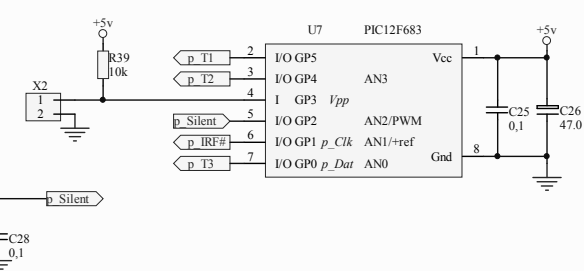 U7 PIC12F683
+5v +5v
R39
10k
X2
1
2
p_T1 2 I/O GP5 Vcc 1
p_T2 3 I/O GP4 AN3
4 I GP3 Vpp
p_Silent 5 I/O GP2 AN2/PWM
p_IRF# 6 I/O GP1 p_Clk AN1/+ref
p_T3 7 I/O GP0 p_Dat AN0 Gnd 8
C25
0,1
C26
47.0
p_Silent
C28
0,1